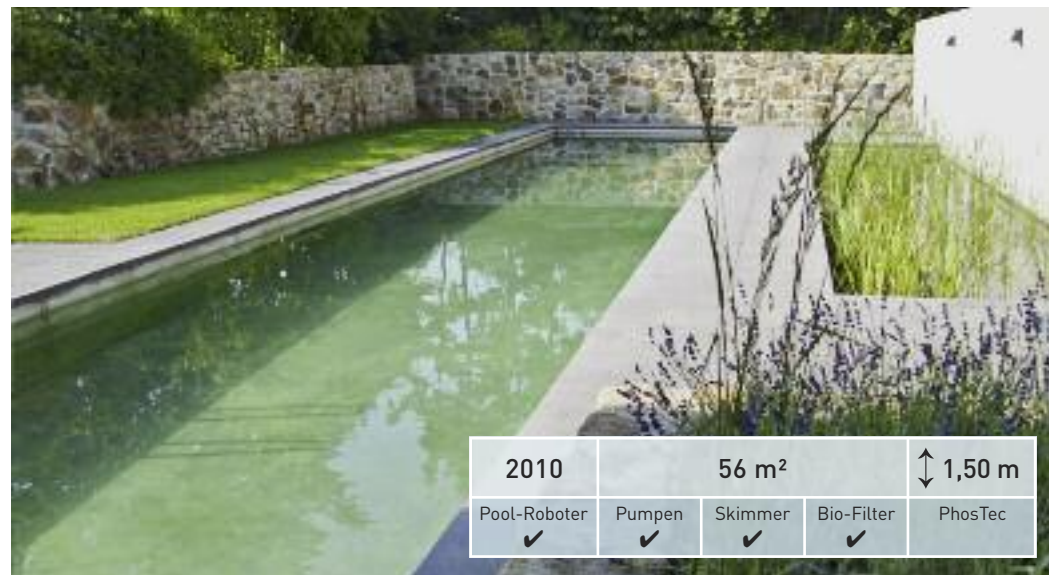 2010 56 m² ↕ 1,50 m
Pool-Roboter Pumpen Skimmer Bio-Filter PhosTec
✔ ✔ ✔ ✔